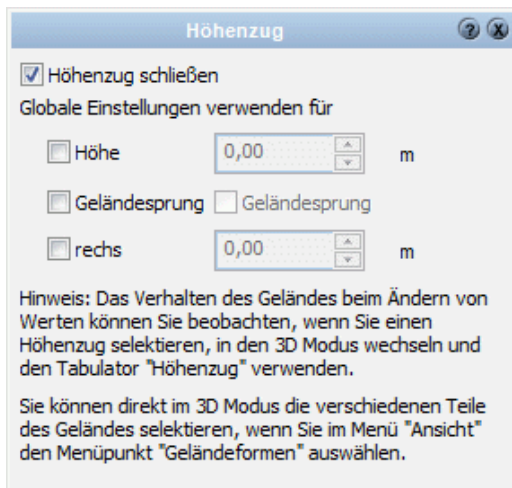 Höhenzug
Höhenzug schließen
Globale Einstellungen verwenden für
Höhe 0,00 m
Geländesprung Geländesprung
rechs 0,00 m
Hinweis: Das Verhalten des Geländes beim Ändern von
Werten können Sie beobachten, wenn Sie einen
Höhenzug selektieren, in den 3D Modus wechseln und
den Tabulator "Höhenzug" verwenden.
Sie können direkt im 3D Modus die verschiedenen Teile
des Geländes selektieren, wenn Sie im Menü "Ansicht"
den Menüpunkt "Geländeformen" auswählen.